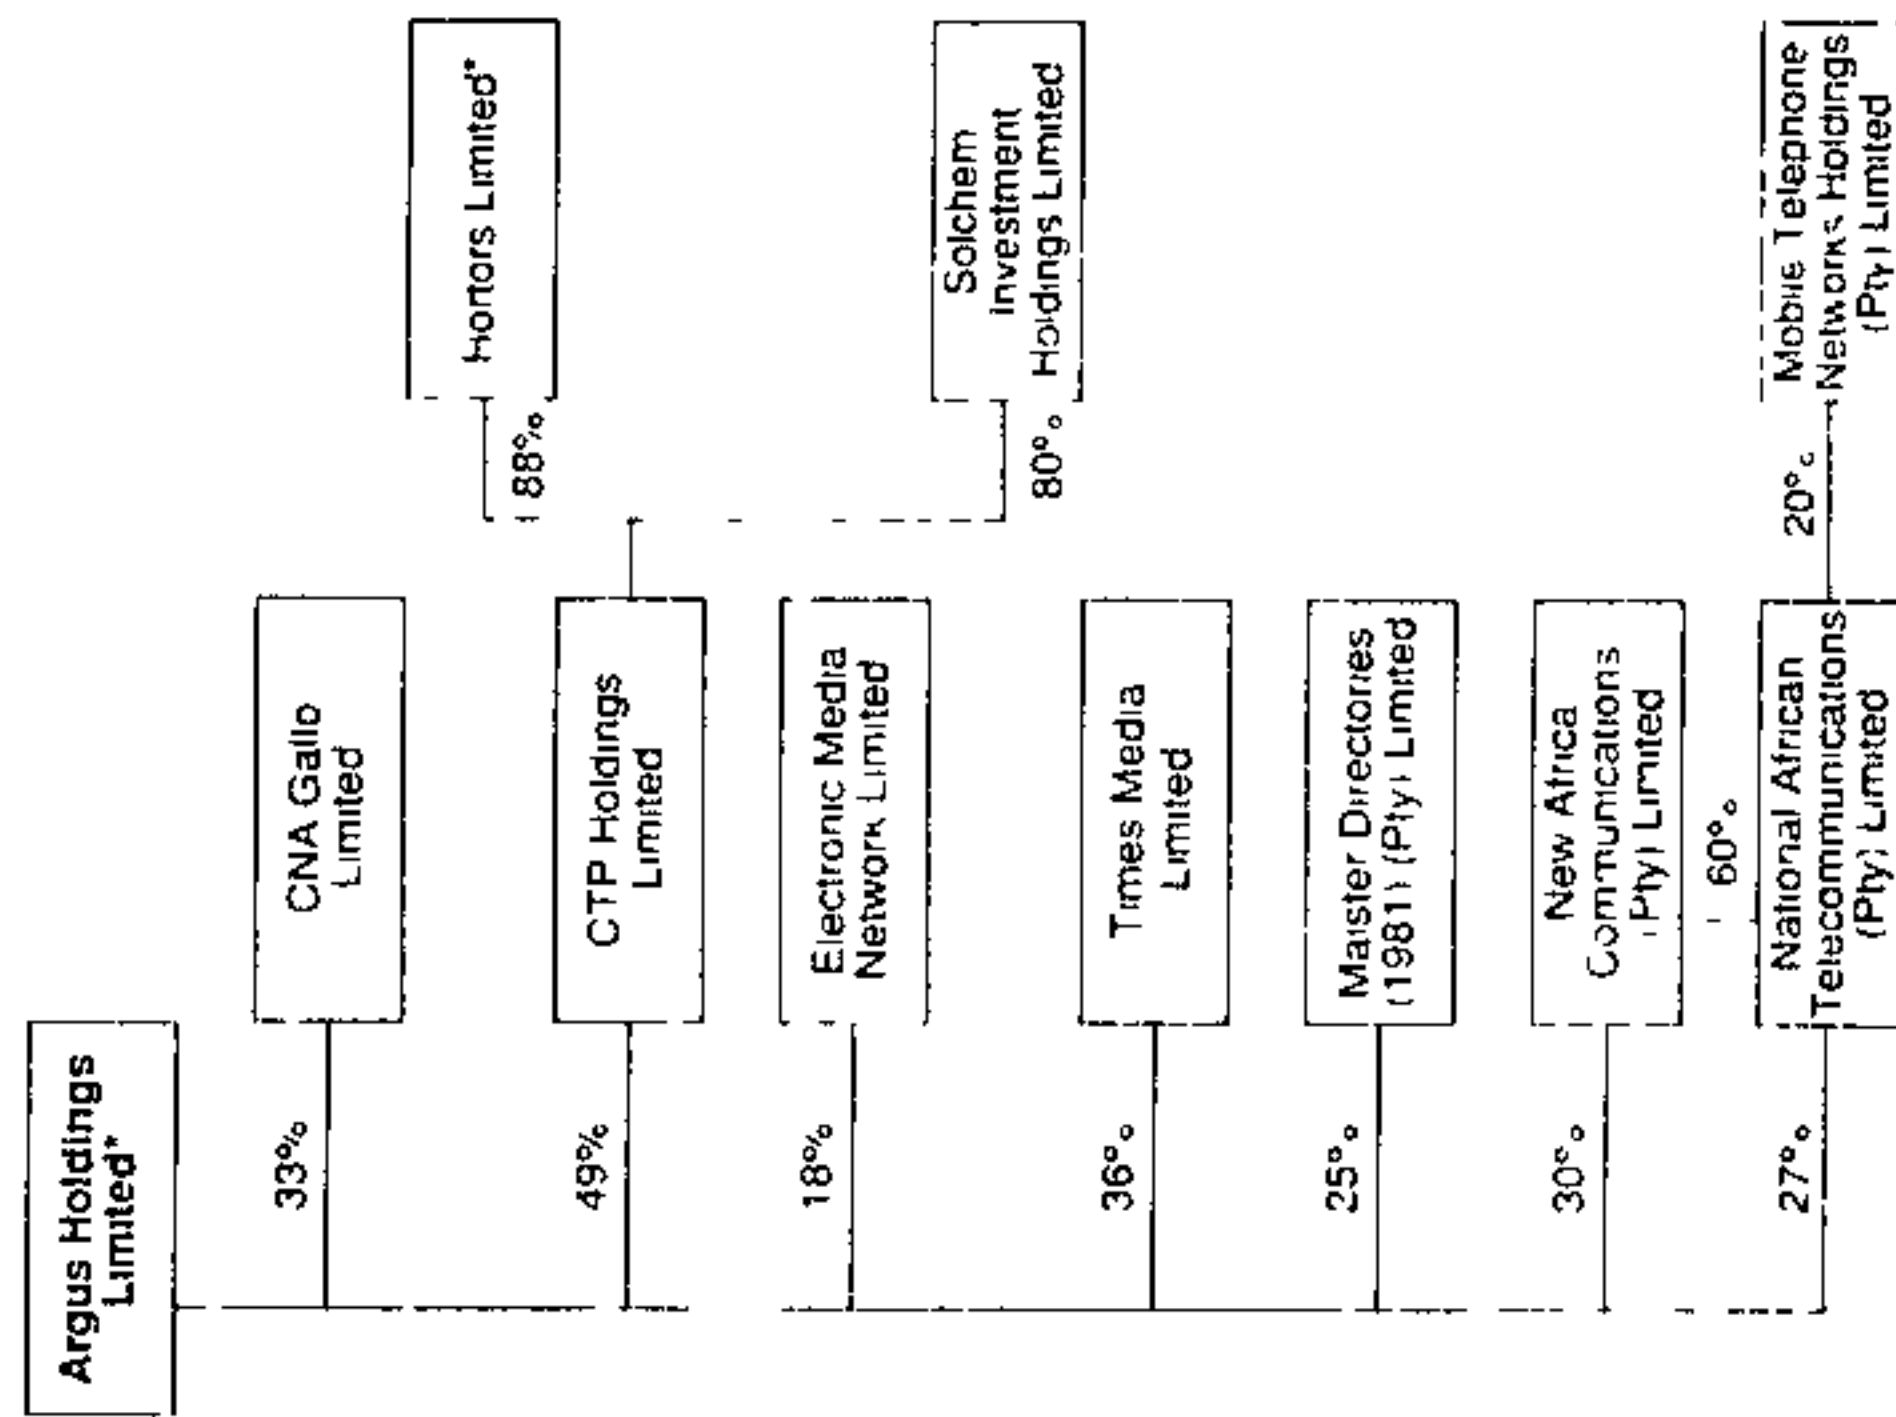 Argus Holdings
Limited*
33%
CNA Gallo
Limited
49%
CTP Holdings
Limited
88%
Hortors Limited*
80%
Solchem
Investment
Holdings Limited
18%
Electronic Media
Network Limited
36%
Times Media
Limited
25%
Maister Directories
(1981) (Pty) Limited
30%
New Africa
Communications
(Pty) Limited
60%
27%
National African
Telecommunications
(Pty) Limited
20%
Mobile Telephone
Networks Holdings
(Pty) Limited